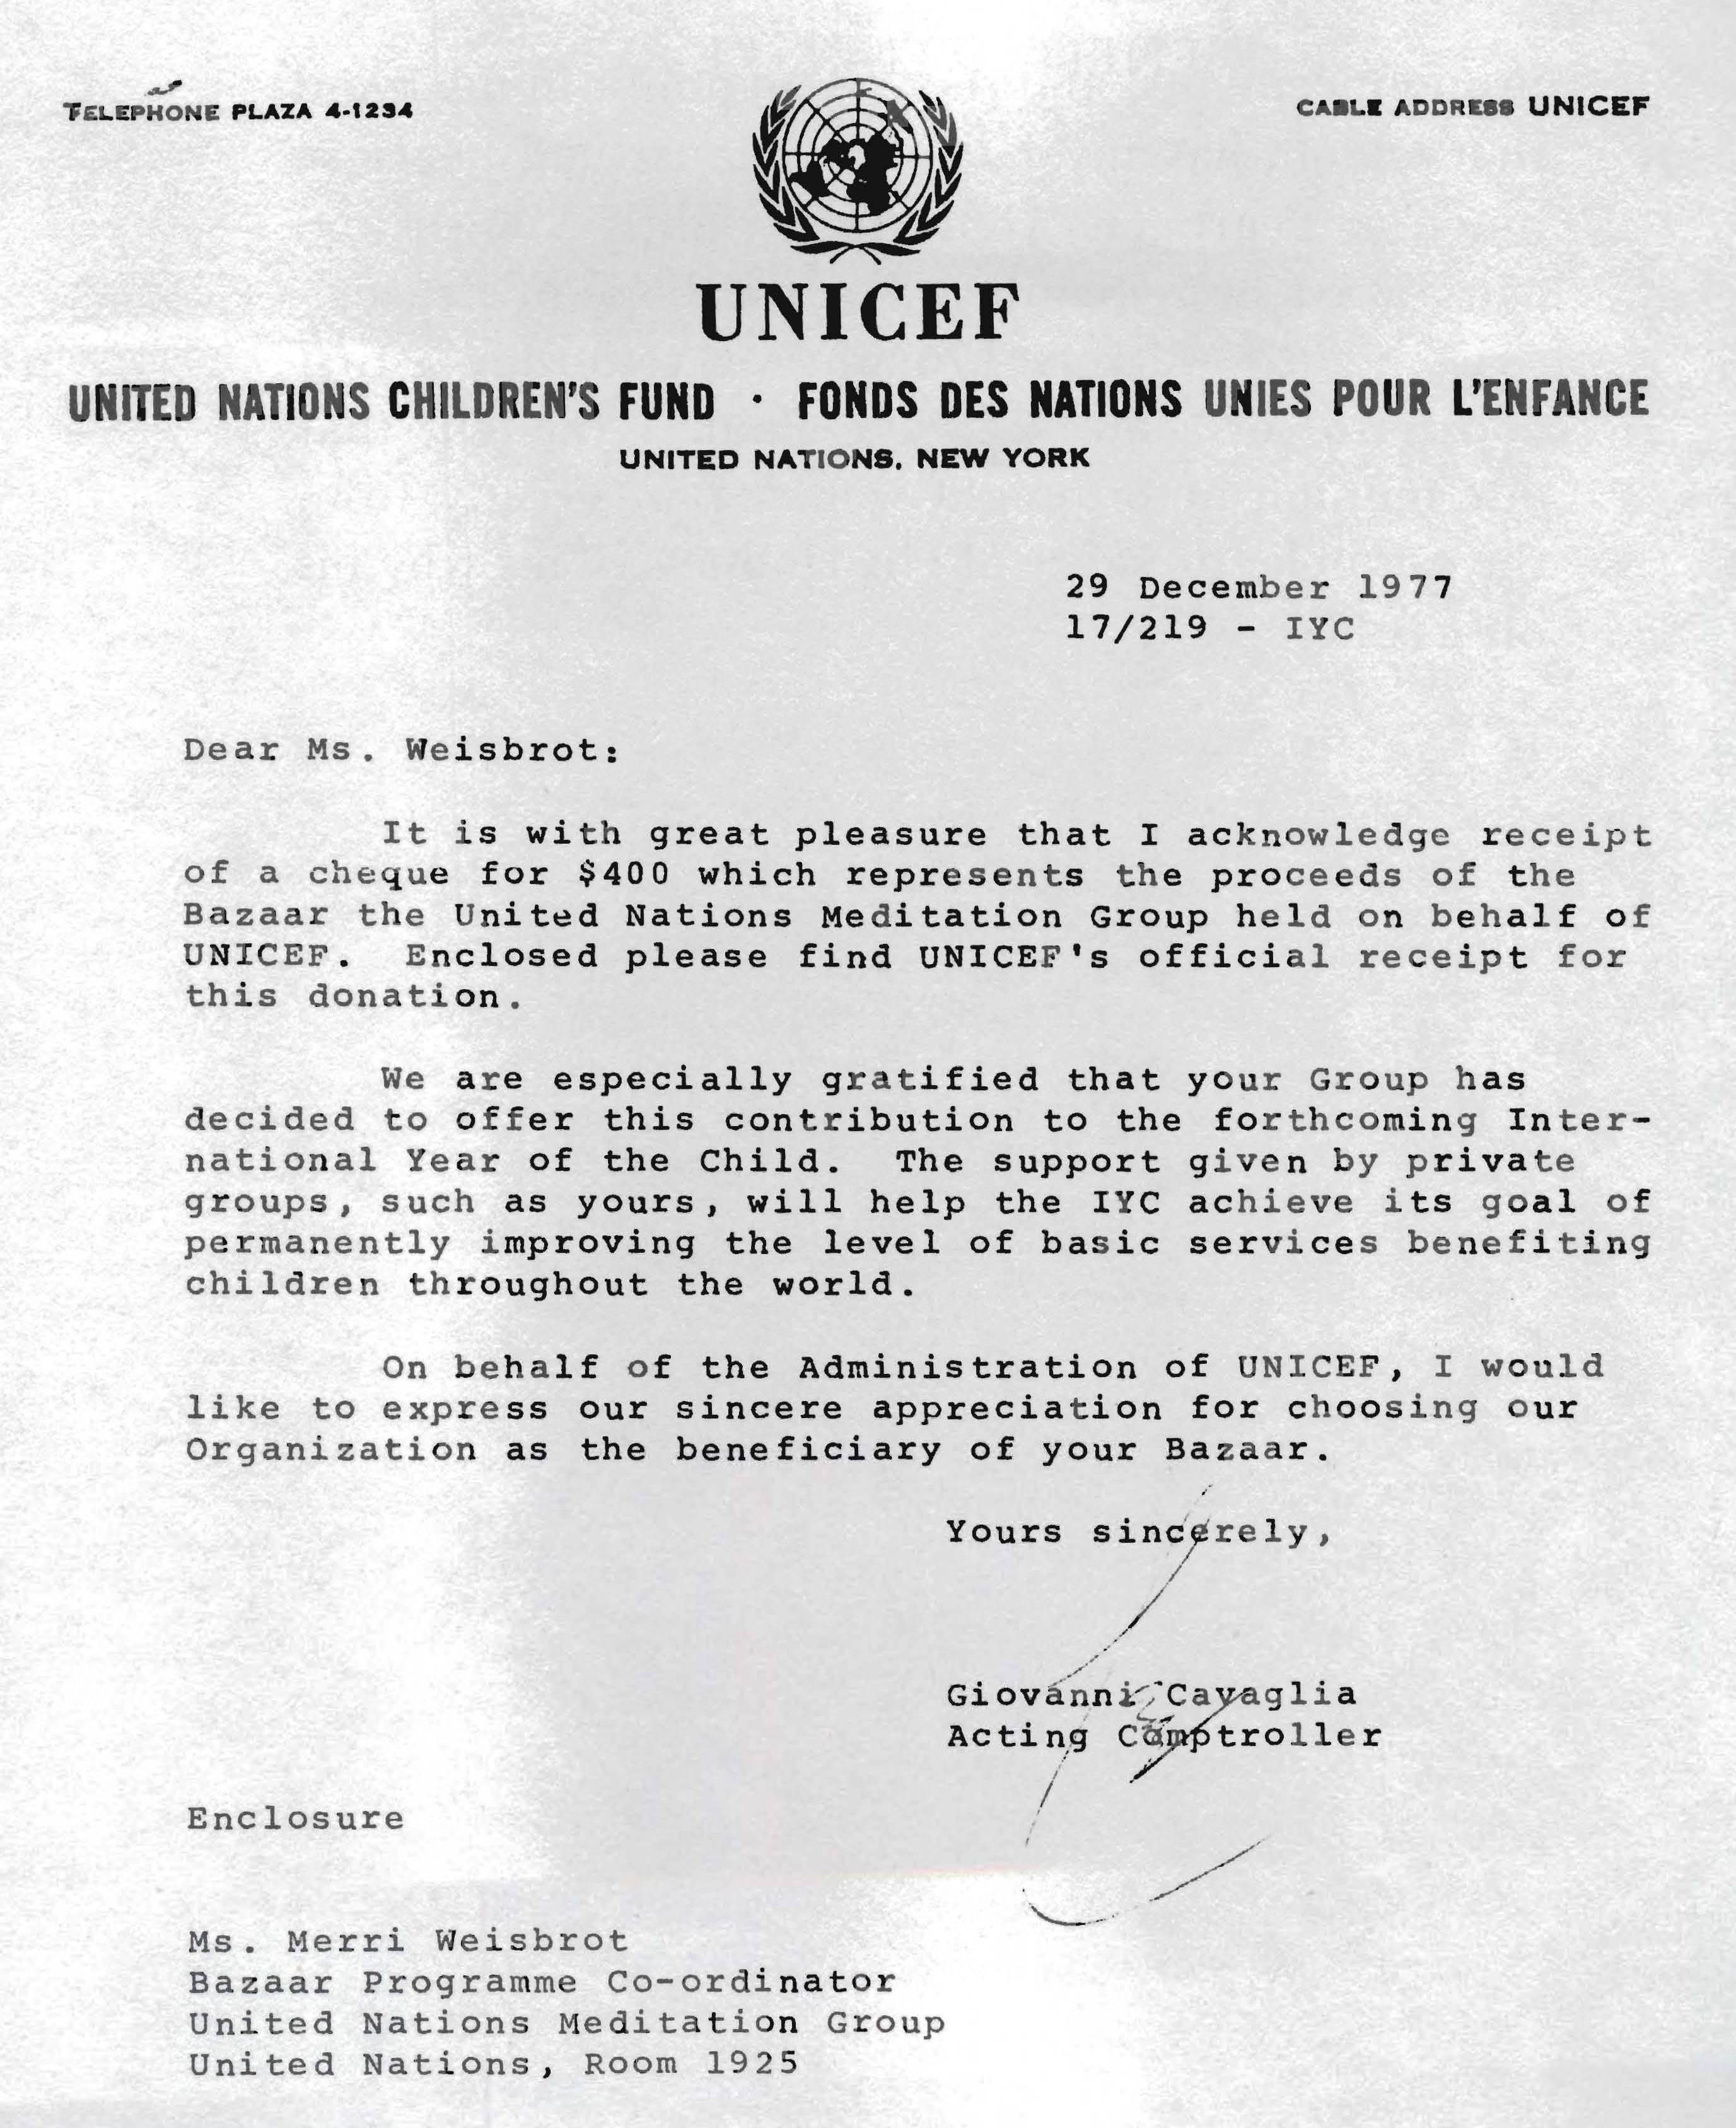 TELEPHONE PLAZA 4-1234
CABLE ADDRESS UNICEF
UNICEF
UNITED NATIONS CHILDREN'S FUND · FONDS DES NATIONS UNIES POUR L'ENFANCE
UNITED NATIONS, NEW YORK
29 December 1977
17/219 - IYC
Dear Ms. Weisbrot:
It is with great pleasure that I acknowledge receipt
of a cheque for $400 which represents the proceeds of the
Bazaar the United Nations Meditation Group held on behalf of
UNICEF. Enclosed please find UNICEF's official receipt for
this donation.
We are especially gratified that your Group has
decided to offer this contribution to the forthcoming Inter-
national Year of the Child. The support given by private
groups, such as yours, will help the IYC achieve its goal of
permanently improving the level of basic services benefiting
children throughout the world.
On behalf of the Administration of UNICEF, I would
like to express our sincere appreciation for choosing our
Organization as the beneficiary of your Bazaar.
Yours sincerely,
Giovanni Cavaglia
Acting Comptroller
Enclosure
Ms. Merri Weisbrot
Bazaar Programme Co-ordinator
United Nations Meditation Group
United Nations, Room 1925